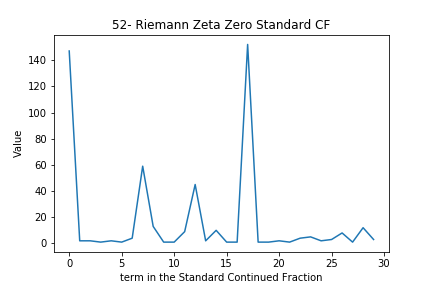 52- Riemann Zeta Zero Standard CF
Value
140
120
100
80
60
40
20
0
0 5 10 15 20 25 30
term in the Standard Continued Fraction